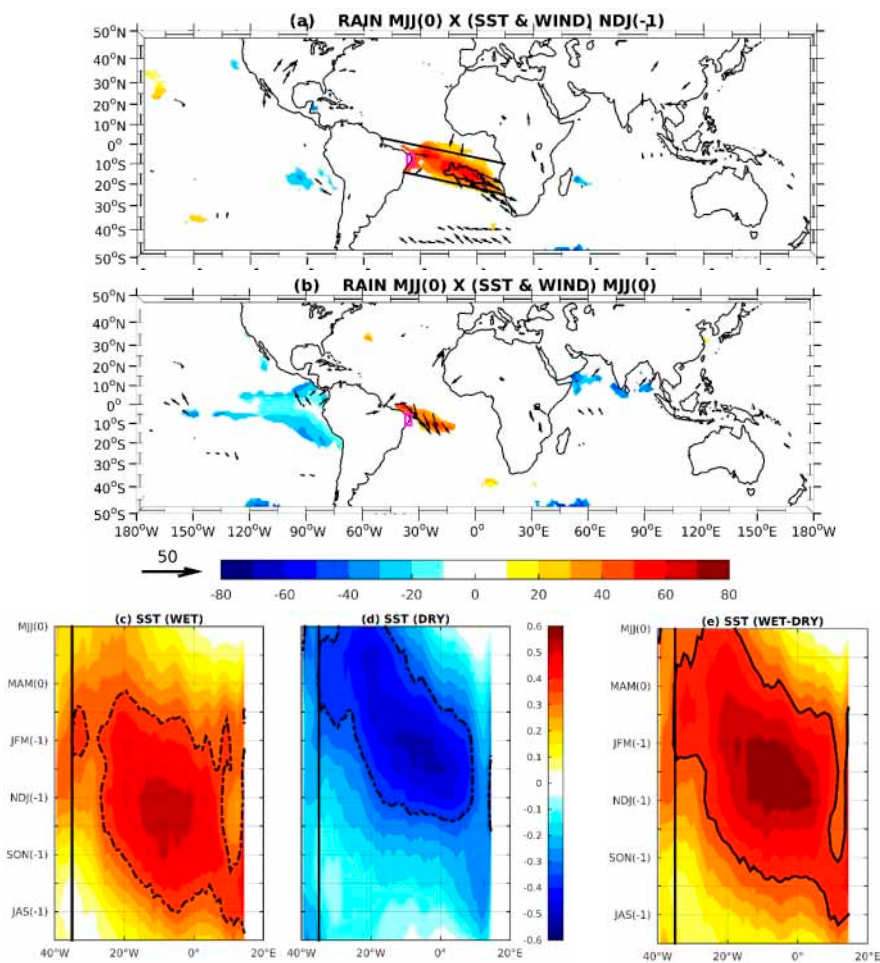 (a) RAIN MJJ(0) X (SST & WIND) NDJ(-1)
50°N
40°N
30°N
20°N
10°N
0°
10°S
20°S
30°S
40°S
50°S
(b) RAIN MJJ(0) X (SST & WIND) MJJ(0)
50°N
40°N
30°N
20°N
10°N
0°
10°S
20°S
30°S
40°S
50°S
180°W 150°W 120°W 90°W 60°W 30°W 0° 30°E 60°E 90°E 120°E 150°E 180°W
50
-80 -60 -40 -20 0 20 40 60 80
(c) SST (WET)
MJJ(0)
MAM(0)
JFM(-1)
NDJ(-1)
SON(-1)
JAS(-1)
40°W 20°W 0° 20°E
(d) SST (DRY)
40°W 20°W 0° 20°E
0.6
0.5
0.4
0.3
0.2
0.1
0
-0.1
-0.2
-0.3
-0.4
-0.5
-0.6
(e) SST (WET-DRY)
MJJ(0)
MAM(0)
JFM(-1)
NDJ(-1)
SON(-1)
JAS(-1)
40°W 20°W 0° 20°E